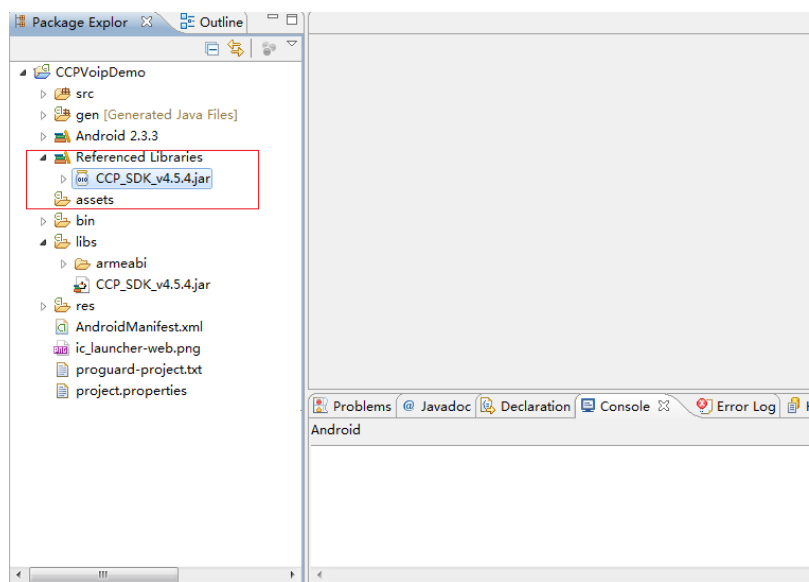 Package Explor
Outline
CCPVoipDemo
src
gen [Generated Java Files]
Android 2.3.3
Referenced Libraries
CCP_SDK_v4.5.4.jar
assets
bin
libs
armeabi
CCP_SDK_v4.5.4.jar
res
AndroidManifest.xml
ic_launcher-web.png
proguard-project.txt
project.properties
Problems @ Javadoc Declaration Console Error Log
Android